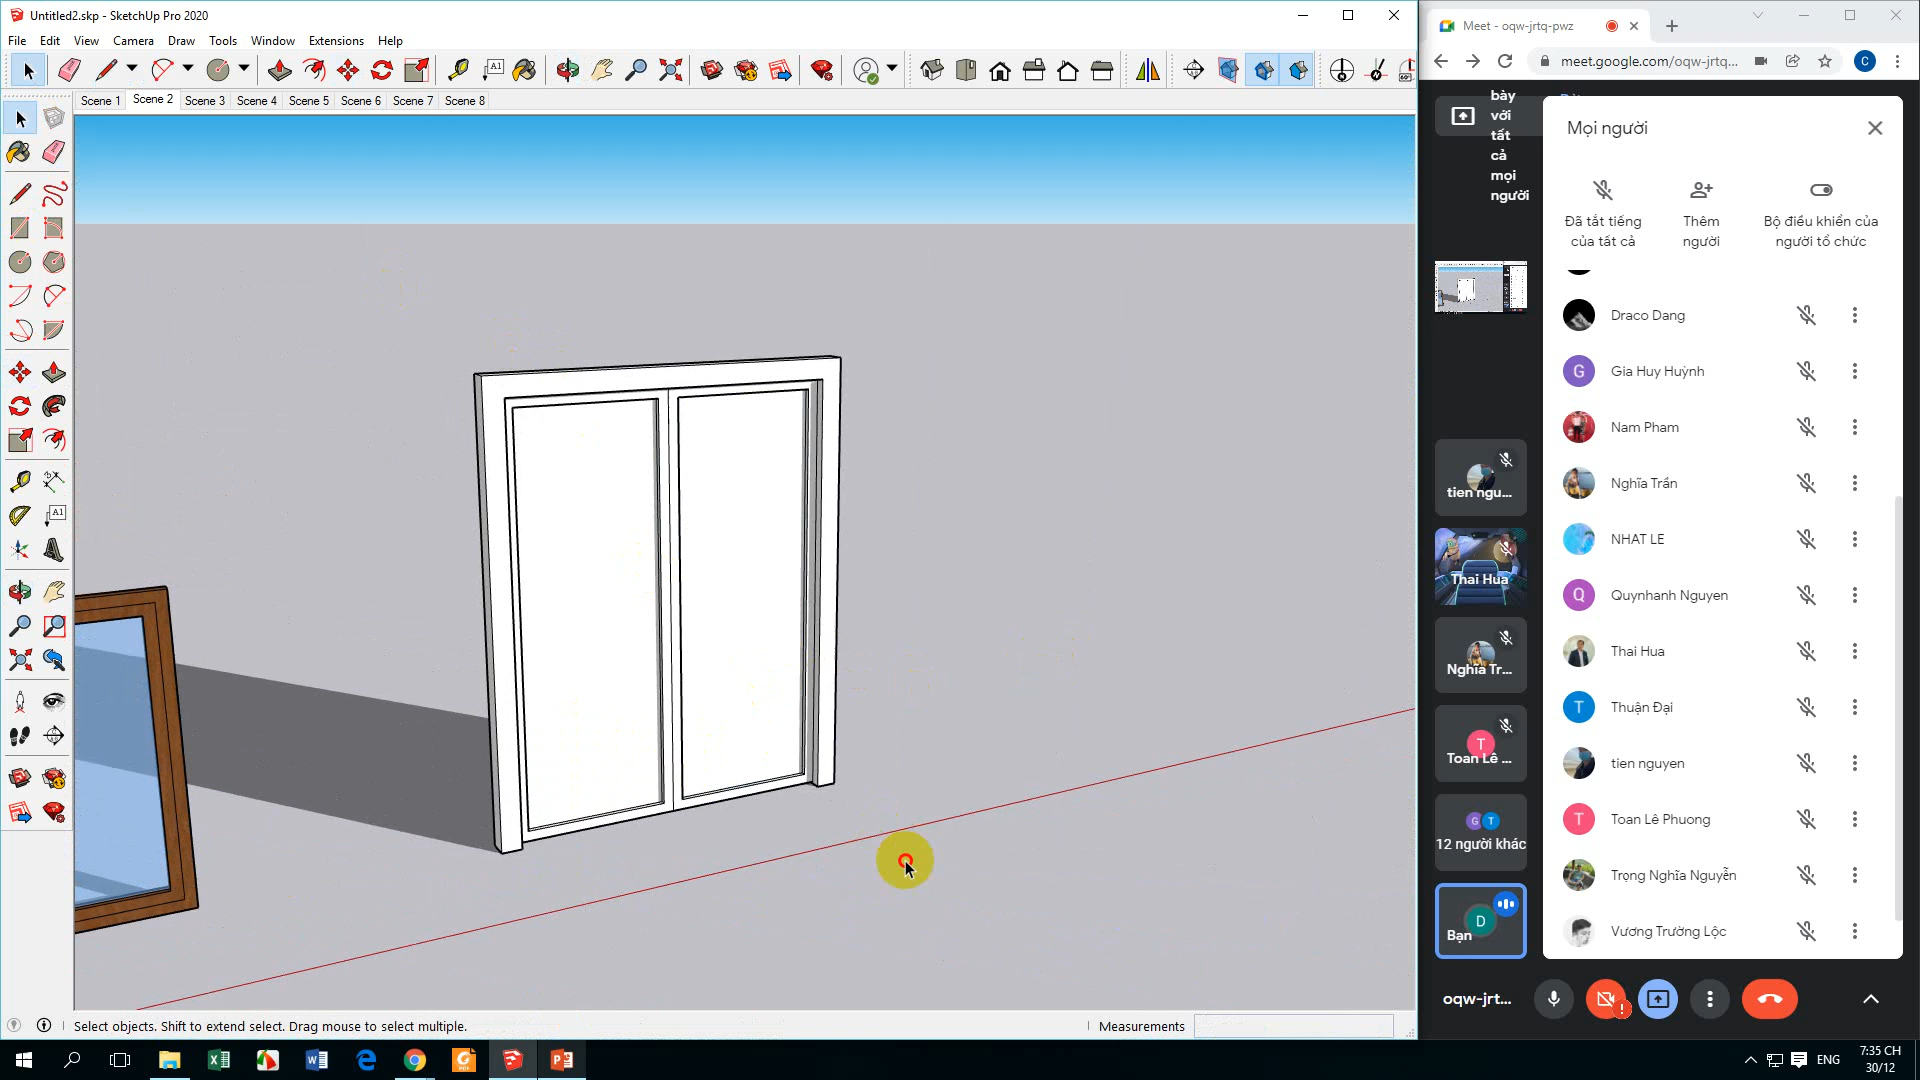 Untitled2.skp - SketchUp Pro 2020
File Edit View Camera Draw Tools Window Extensions Help
Scene 1 Scene 2 Scene 3 Scene 4 Scene 5 Scene 6 Scene 7 Scene 8
Select objects. Shift to extend select. Drag mouse to select multiple.
Measurements
Meet - oqw-jrtq-pwz
meet.google.com/oqw-jrtq...
C
bày
với
tất
cả
mọi
người
Mọi người
Đã tắt tiếng
của tất cả
Thêm
người
Bộ điều khiển của
người tổ chức
Draco Dang
G Gia Huy Huỳnh
Nam Pham
Nghĩa Trần
NHAT LE
Q Quynhanh Nguyen
Thai Hua
T Thuận Đại
tien nguyen
T Toan Lê Phuong
Trọng Nghĩa Nguyễn
Vương Trường Lộc
tien ngu...
Thai Hua
Nghĩa Tr...
T
Toan Lê ...
G T
12 người khác
D
Bạn
oqw-jrt...
ENG
7:35 CH
30/12